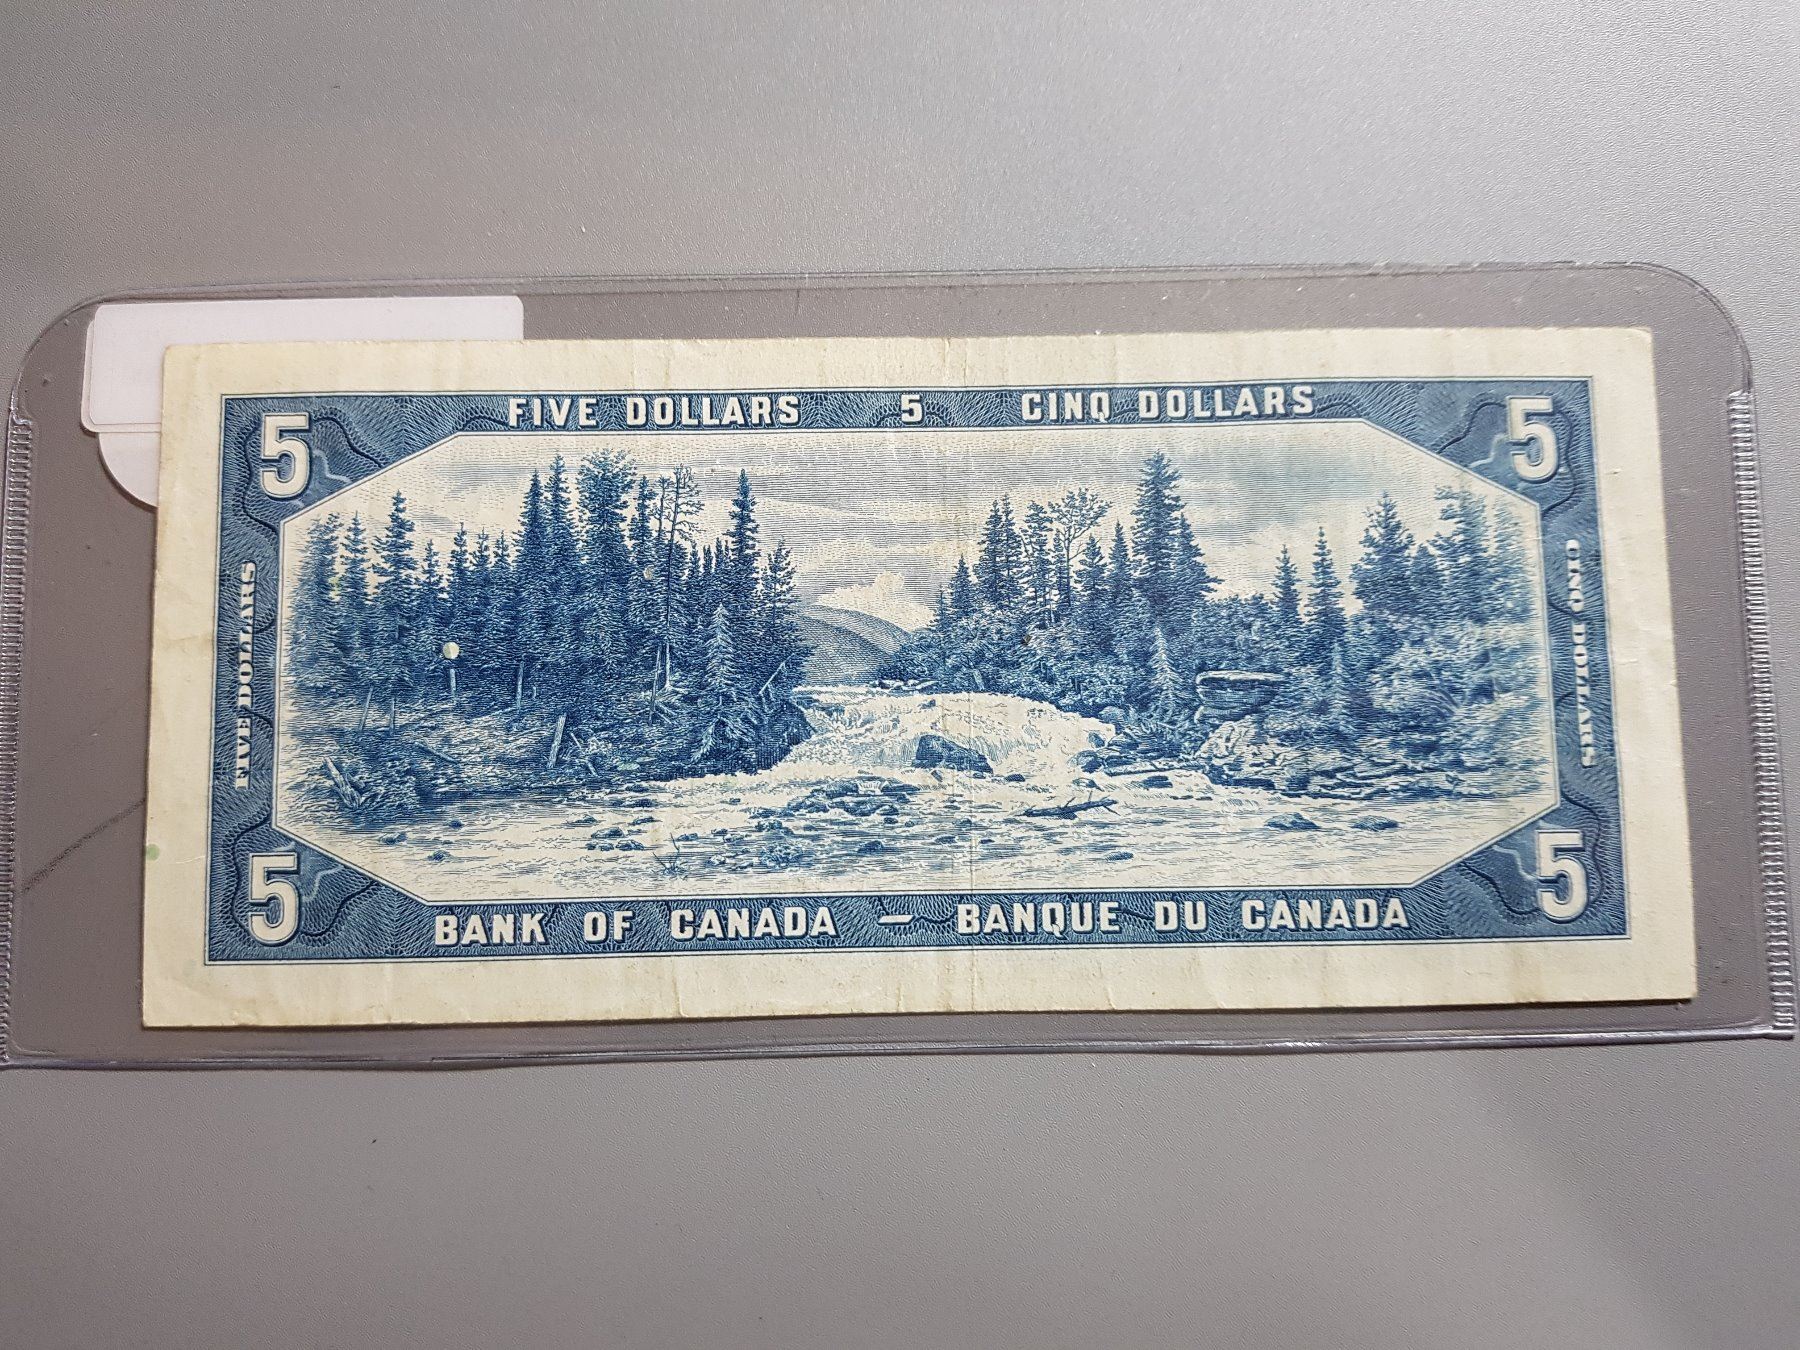 FIVE DOLLARS 5 CINQ DOLLARS
5 5
FIVE DOLLARS
CINQ DOLLARS
5 5
BANK OF CANADA — BANQUE DU CANADA